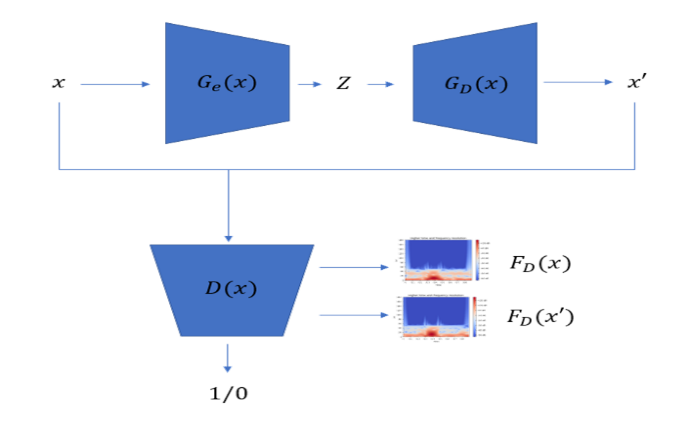 x
G_e(x)
Z
G_D(x)
x′
D(x)
F_D(x)
F_D(x′)
1/0